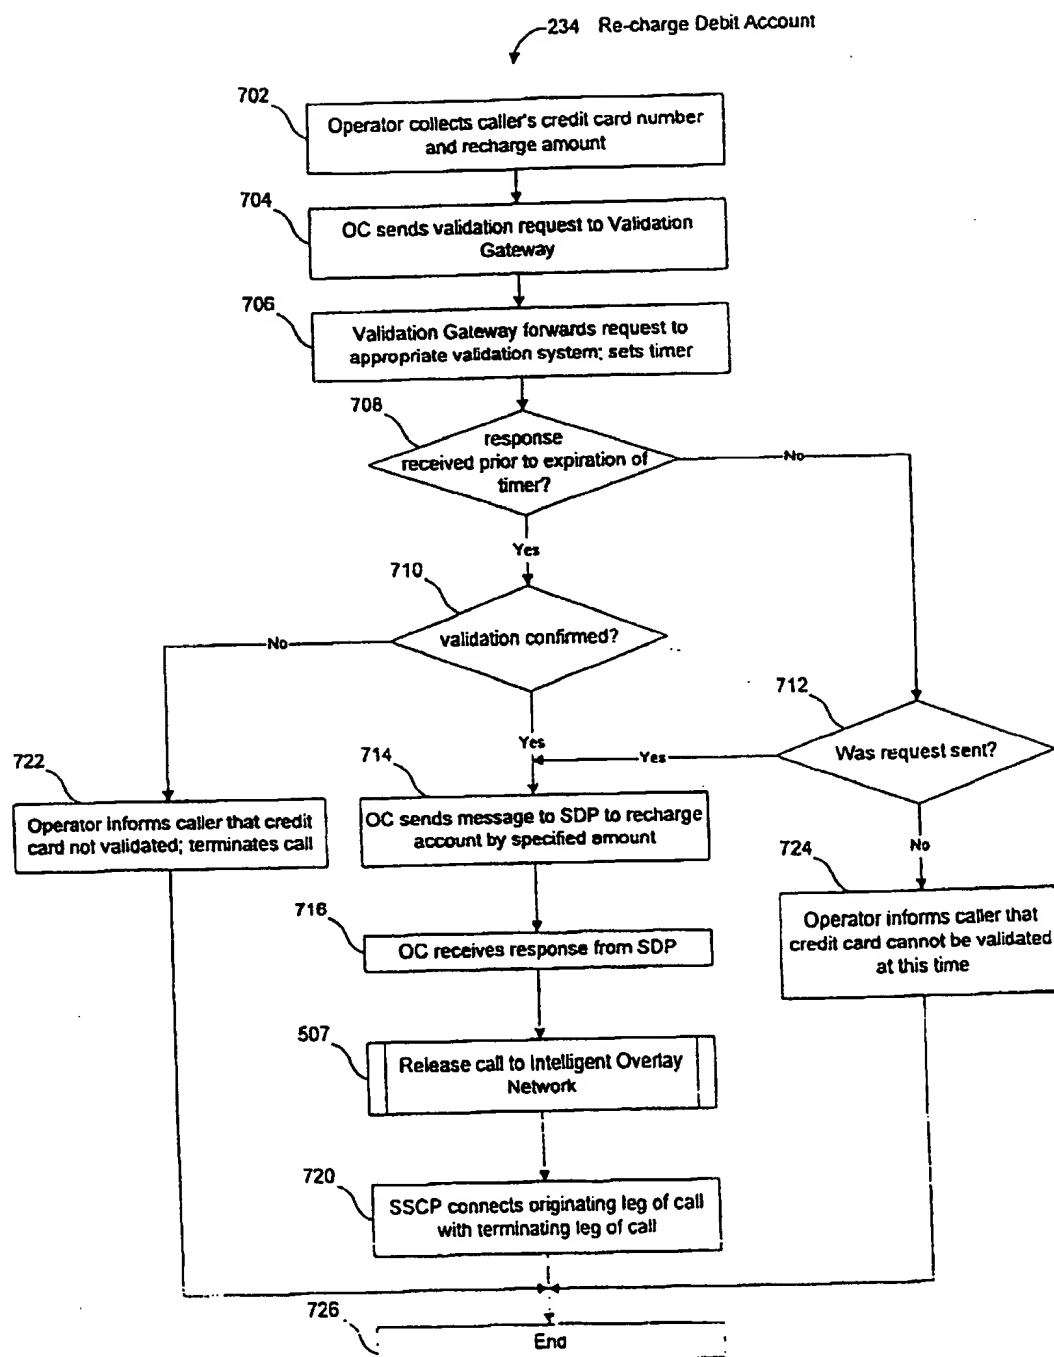 234 Re-charge Debit Account
702
Operator collects caller's credit card number
and recharge amount
704
OC sends validation request to Validation
Gateway
706
Validation Gateway forwards request to
appropriate validation system; sets timer
708
response
received prior to expiration of
timer?
No
Yes
710
validation confirmed?
No
712
Was request sent?
Yes
Yes
722
Operator informs caller that credit
card not validated; terminates call
714
OC sends message to SDP to recharge
account by specified amount
No
724
Operator informs caller that
credit card cannot be validated
at this time
716
OC receives response from SDP
507
Release call to Intelligent Overlay
Network
720
SSCP connects originating leg of call
with terminating leg of call
726
End